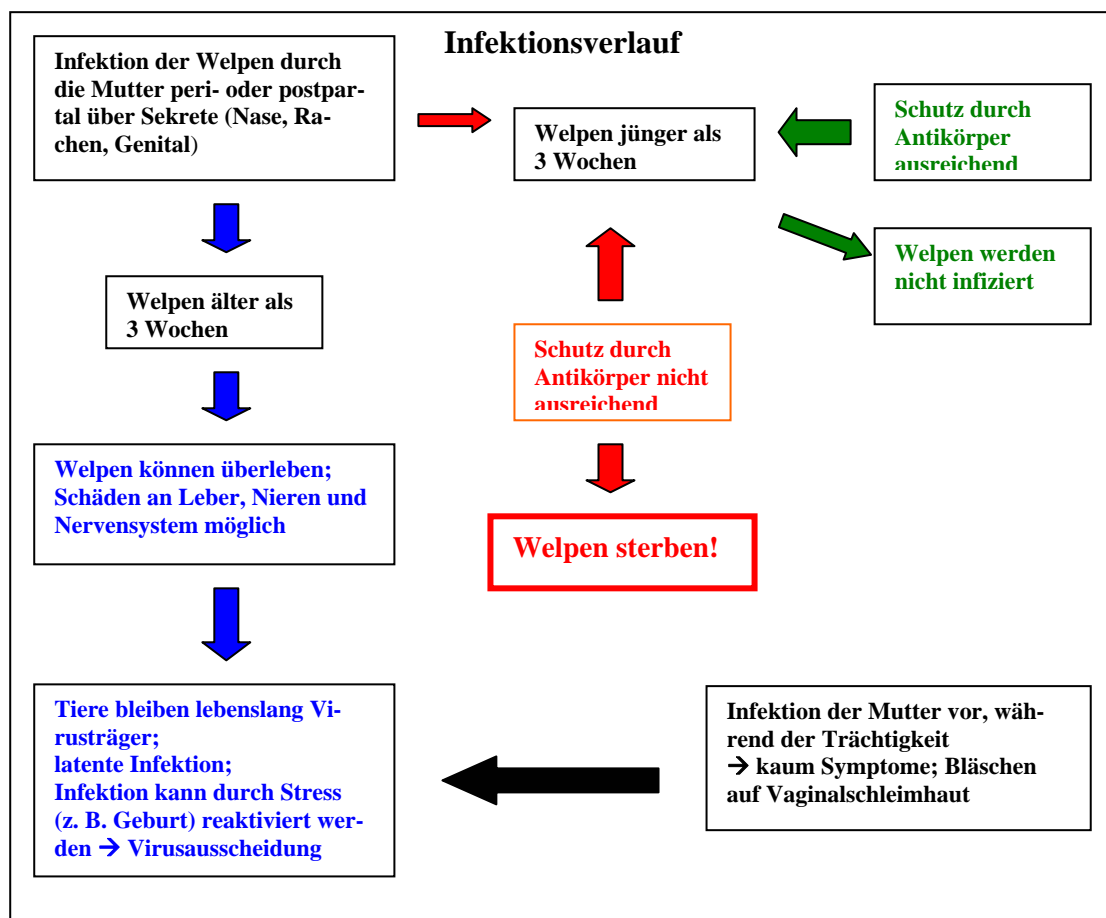 Infektionsverlauf
Infektion der Welpen durch
die Mutter peri- oder postpar-
tal über Sekrete (Nase, Ra-
chen, Genital)
Welpen jünger als
3 Wochen
Schutz durch
Antikörper
ausreichend
Welpen werden
nicht infiziert
Welpen älter als
3 Wochen
Schutz durch
Antikörper nicht
ausreichend
Welpen können überleben;
Schäden an Leber, Nieren und
Nervensystem möglich
Welpen sterben!
Tiere bleiben lebenslang Vi-
rusträger;
latente Infektion;
Infektion kann durch Stress
(z. B. Geburt) reaktiviert wer-
den → Virusausscheidung
Infektion der Mutter vor, wäh-
rend der Trächtigkeit
→ kaum Symptome; Bläschen
auf Vaginalschleimhaut